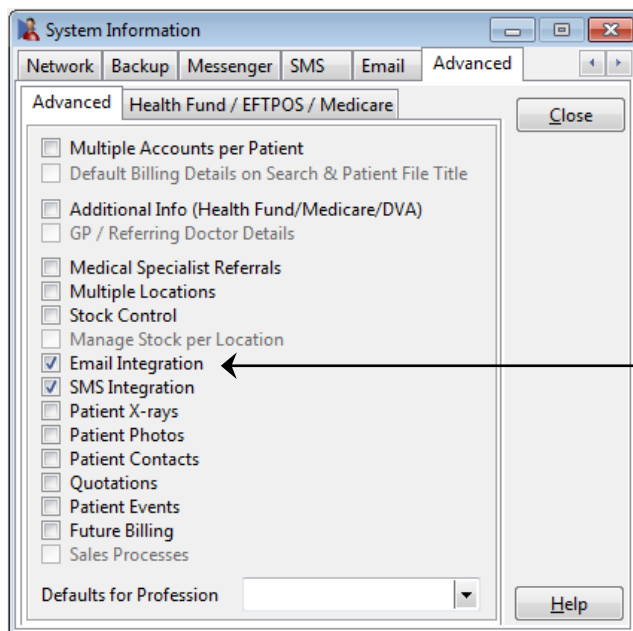 System Information
Network Backup Messenger SMS Email Advanced
Advanced Health Fund / EFTPOS / Medicare
Close
Multiple Accounts per Patient
Default Billing Details on Search & Patient File Title
Additional Info (Health Fund/Medicare/DVA)
GP / Referring Doctor Details
Medical Specialist Referrals
Multiple Locations
Stock Control
Manage Stock per Location
Email Integration
SMS Integration
Patient X-rays
Patient Photos
Patient Contacts
Quotations
Patient Events
Future Billing
Sales Processes
Defaults for Profession
Help